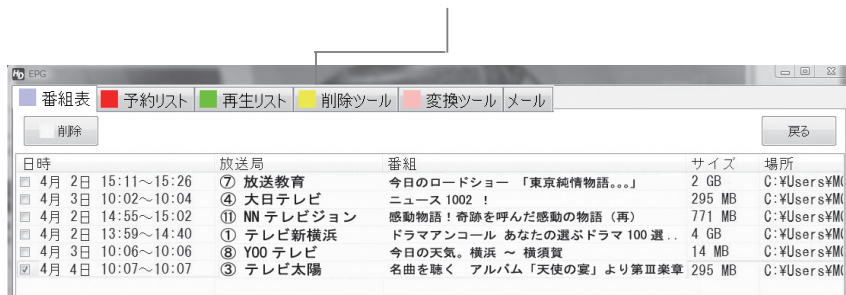 HD EPG
番組表 予約リスト 再生リスト 削除ツール 変換ツール メール
削除 戻る
日時 放送局 番組 サイズ 場所
4月 2日 15:11～15:26 ⑦ 放送教育 今日のロードショー 「東京純情物語。。。」 2 GB C:¥Users¥M
4月 3日 10:02～10:04 ④ 大日テレビ ニュース 1002 ! 295 MB C:¥Users¥M
4月 2日 14:55～15:02 ⑪ NN テレビジョン 感動物語！奇跡を呼んだ感動の物語（再） 771 MB C:¥Users¥M
4月 2日 13:59～14:40 ① テレビ新横浜 ドラマアンコール あなたの選ぶドラマ 100 選 . . 4 GB C:¥Users¥M
4月 3日 10:06～10:06 ⑧ Y00 テレビ 今日の天気。横浜 ～ 横須賀 14 MB C:¥Users¥M
4月 4日 10:07～10:07 ③ テレビ太陽 名曲を聴く アルバム「天使の宴」より第Ⅲ楽章 295 MB C:¥Users¥M